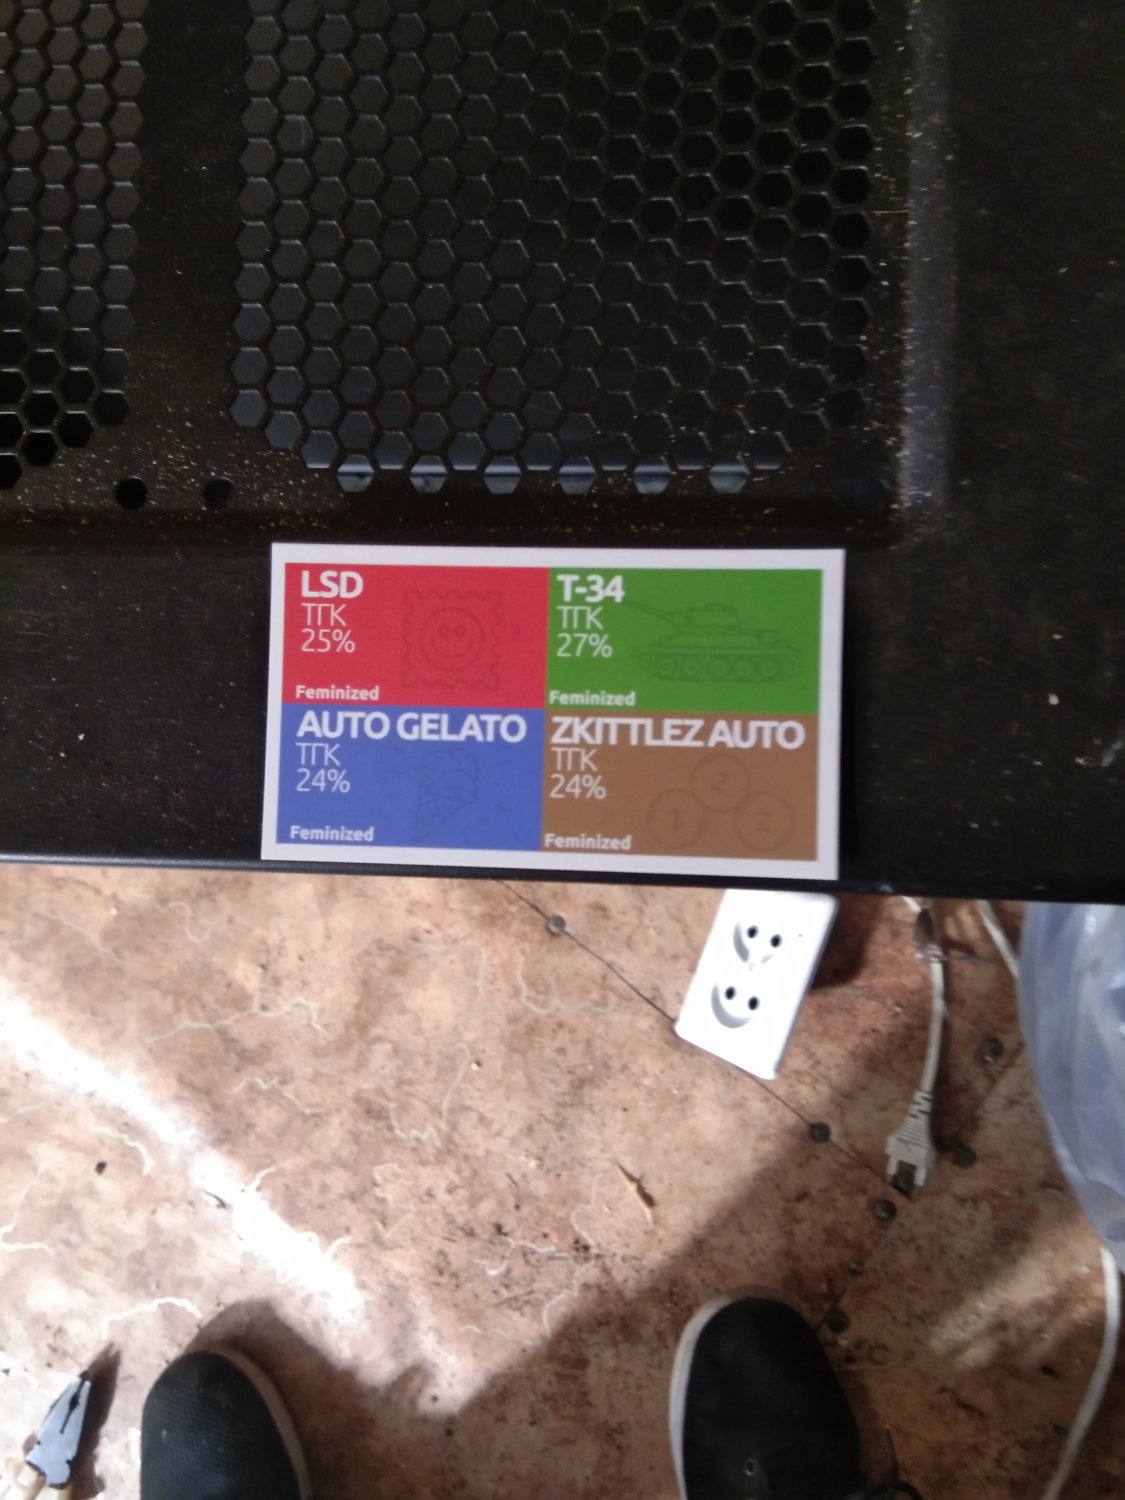 LSD
ТГК
25%
Feminized
T-34
ТГК
27%
Feminized
AUTO GELATO
ТГК
24%
Feminized
ZKITTLEZ AUTO
ТГК
24%
Feminized
Z
Z
Z